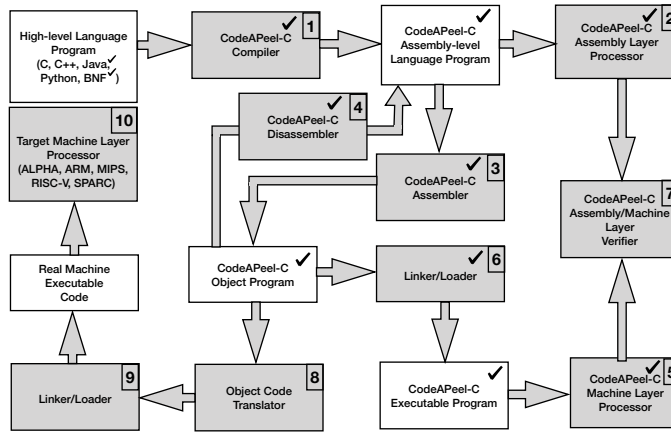 High-level Language
Program
(C, C++, Java,
Python, BNF)
1
CodeAPeel-C
Compiler
CodeAPeel-C
Assembly-level
Language Program
2
CodeAPeel-C
Assembly Layer
Processor
10
Target Machine Layer
Processor
(ALPHA, ARM, MIPS,
RISC-V, SPARC)
4
CodeAPeel-C
Disassembler
3
CodeAPeel-C
Assembler
7
CodeAPeel-C
Assembly/Machine
Layer
Verifier
Real Machine
Executable
Code
CodeAPeel-C
Object Program
6
Linker/Loader
9
Linker/Loader
8
Object Code
Translator
CodeAPeel-C
Executable Program
5
CodeAPeel-C
Machine Layer
Processor